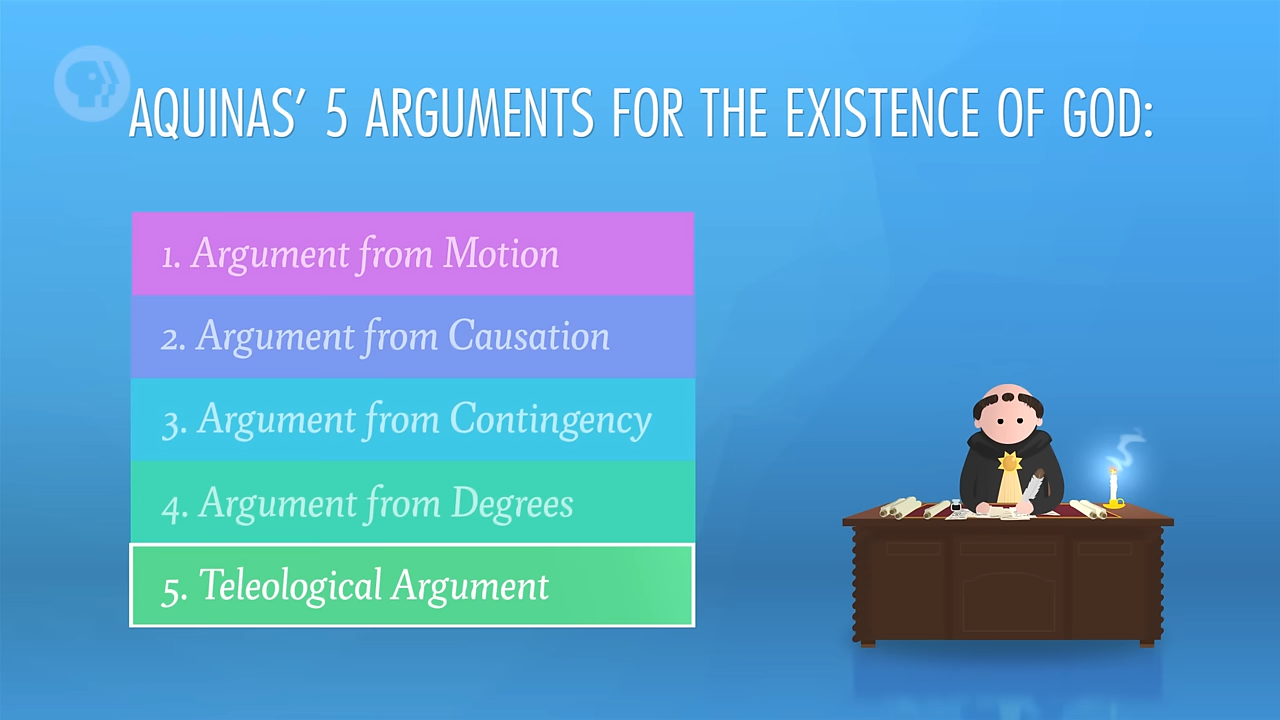 AQUINAS’ 5 ARGUMENTS FOR THE EXISTENCE OF GOD:
1. Argument from Motion
2. Argument from Causation
3. Argument from Contingency
4. Argument from Degrees
5. Teleological Argument